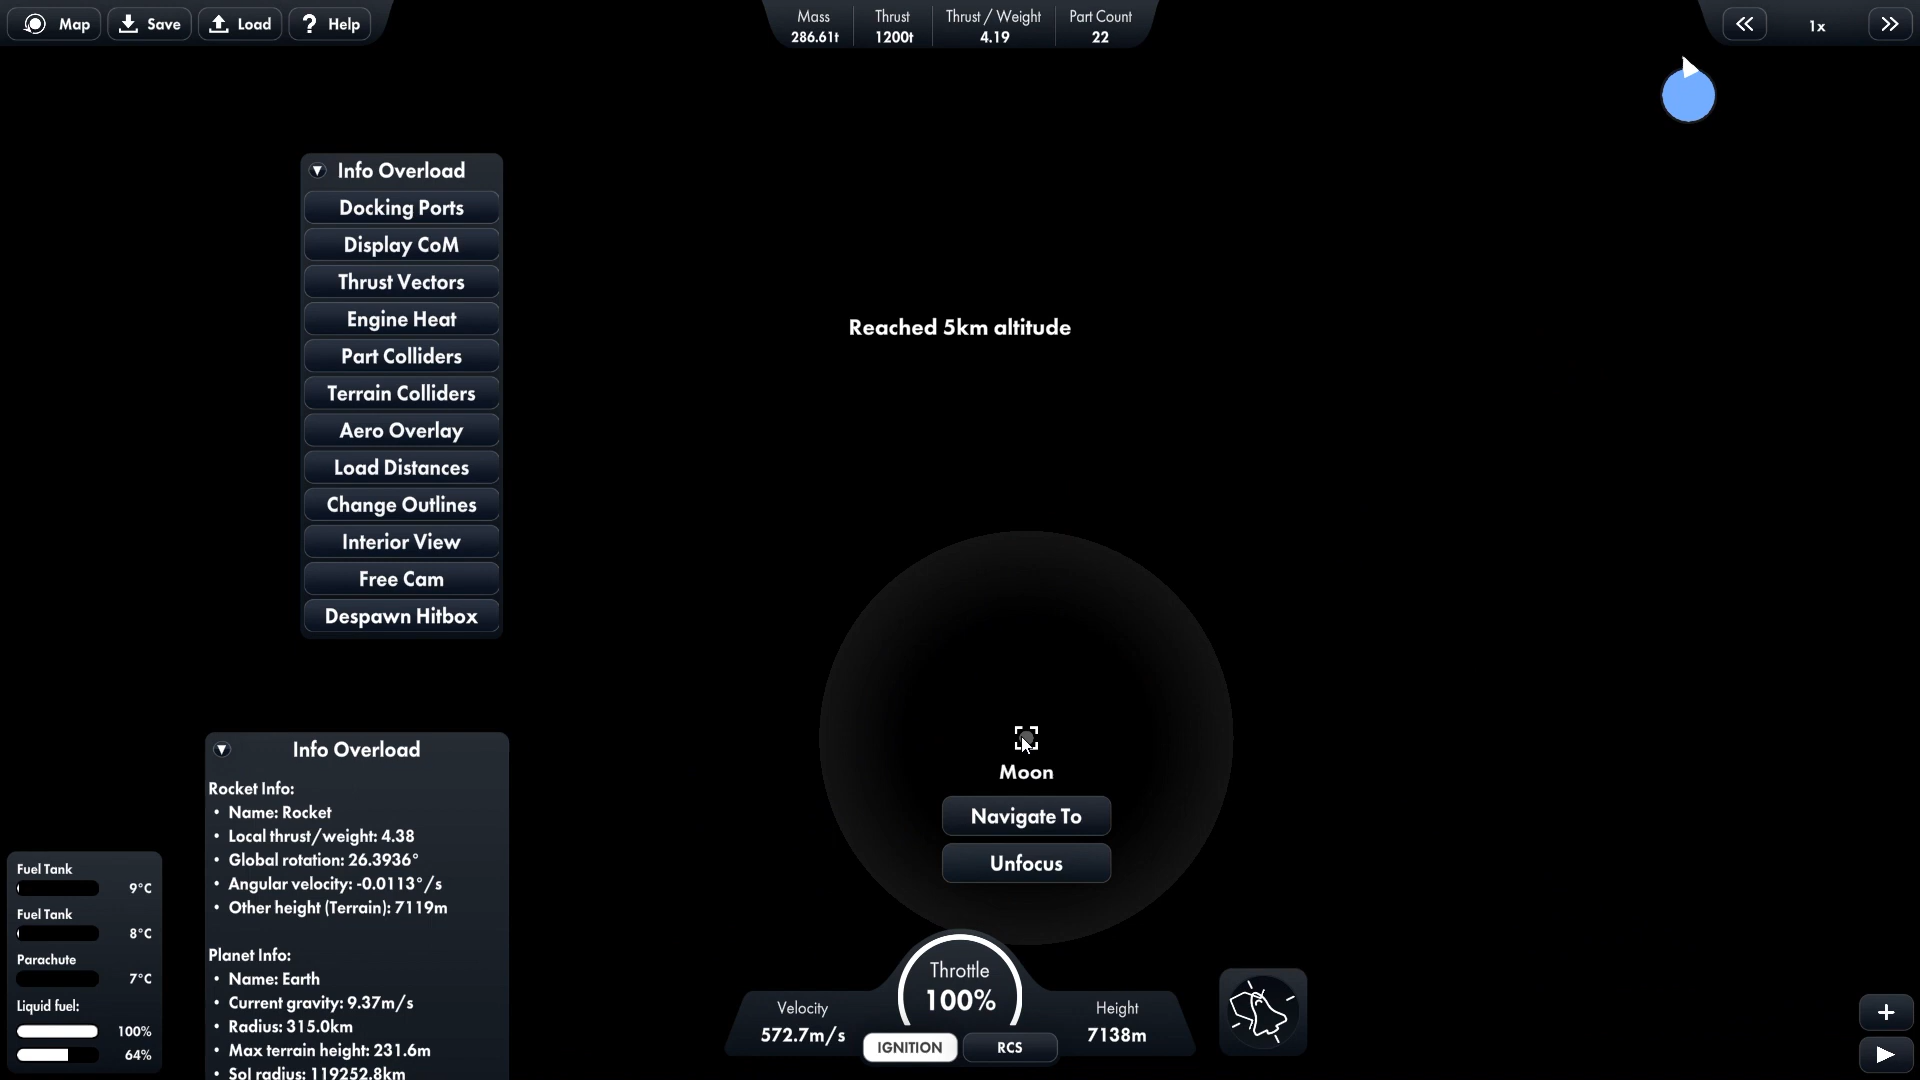 Map
Save
Load
Help
Mass
286.61t
Thrust
1200t
Thrust / Weight
4.19
Part Count
22
1x
Info Overload
Docking Ports
Display CoM
Thrust Vectors
Engine Heat
Part Colliders
Terrain Colliders
Aero Overlay
Load Distances
Change Outlines
Interior View
Free Cam
Despawn Hitbox
Reached 5km altitude
Moon
Navigate To
Unfocus
Info Overload
Rocket Info:
• Name: Rocket
• Local thrust/weight: 4.38
• Global rotation: 26.3936°
• Angular velocity: -0.0113°/s
• Other height (Terrain): 7119m
Planet Info:
• Name: Earth
• Current gravity: 9.37m/s
• Radius: 315.0km
• Max terrain height: 231.6m
• SoI radius: 119252.8km
Fuel Tank
9°C
Fuel Tank
8°C
Parachute
7°C
Liquid fuel:
100%
64%
Throttle
100%
Velocity
572.7m/s
Height
7138m
IGNITION
RCS